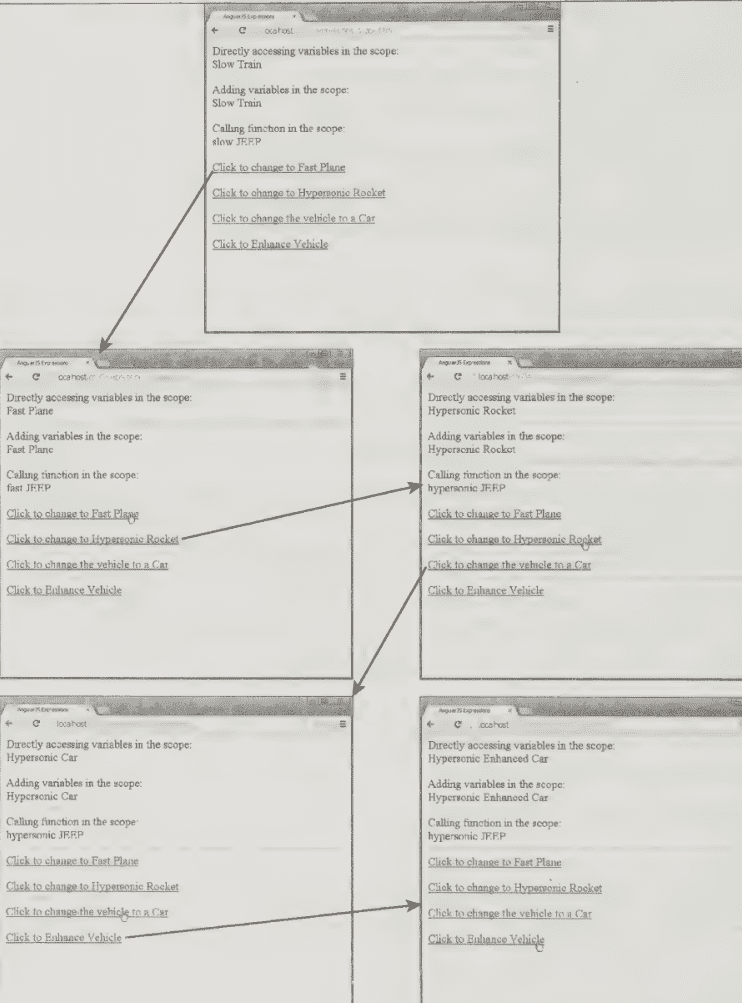 AngularJS Expressions
Directly accessing variables in the scope:
Slow Train
Adding variables in the scope:
Slow Train
Calling function in the scope:
slow JEEP
Click to change to Fast Plane
Click to change to Hypersonic Rocket
Click to change the vehicle to a Car
Click to Enhance Vehicle
AngularJS Expressions
localhost
Directly accessing variables in the scope:
Fast Plane
Adding variables in the scope:
Fast Plane
Calling function in the scope:
fast JEEP
Click to change to Fast Plane
Click to change to Hypersonic Rocket
Click to change the vehicle to a Car
Click to Enhance Vehicle
AngularJS Expressions
localhost
Directly accessing variables in the scope:
Hypersonic Rocket
Adding variables in the scope:
Hypersonic Rocket
Calling function in the scope:
hypersonic JEEP
Click to change to Fast Plane
Click to change to Hypersonic Rocket
Click to change the vehicle to a Car
Click to Enhance Vehicle
AngularJS Expressions
localhost
Directly accessing variables in the scope:
Hypersonic Car
Adding variables in the scope:
Hypersonic Car
Calling function in the scope:
hypersonic JEEP
Click to change to Fast Plane
Click to change to Hypersonic Rocket
Click to change the vehicle to a Car
Click to Enhance Vehicle
AngularJS Expressions
localhost
Directly accessing variables in the scope:
Hypersonic Enhanced Car
Adding variables in the scope:
Hypersonic Enhanced Car
Calling function in the scope:
hypersonic JEEP
Click to change to Fast Plane
Click to change to Hypersonic Rocket
Click to change the vehicle to a Car
Click to Enhance Vehicle